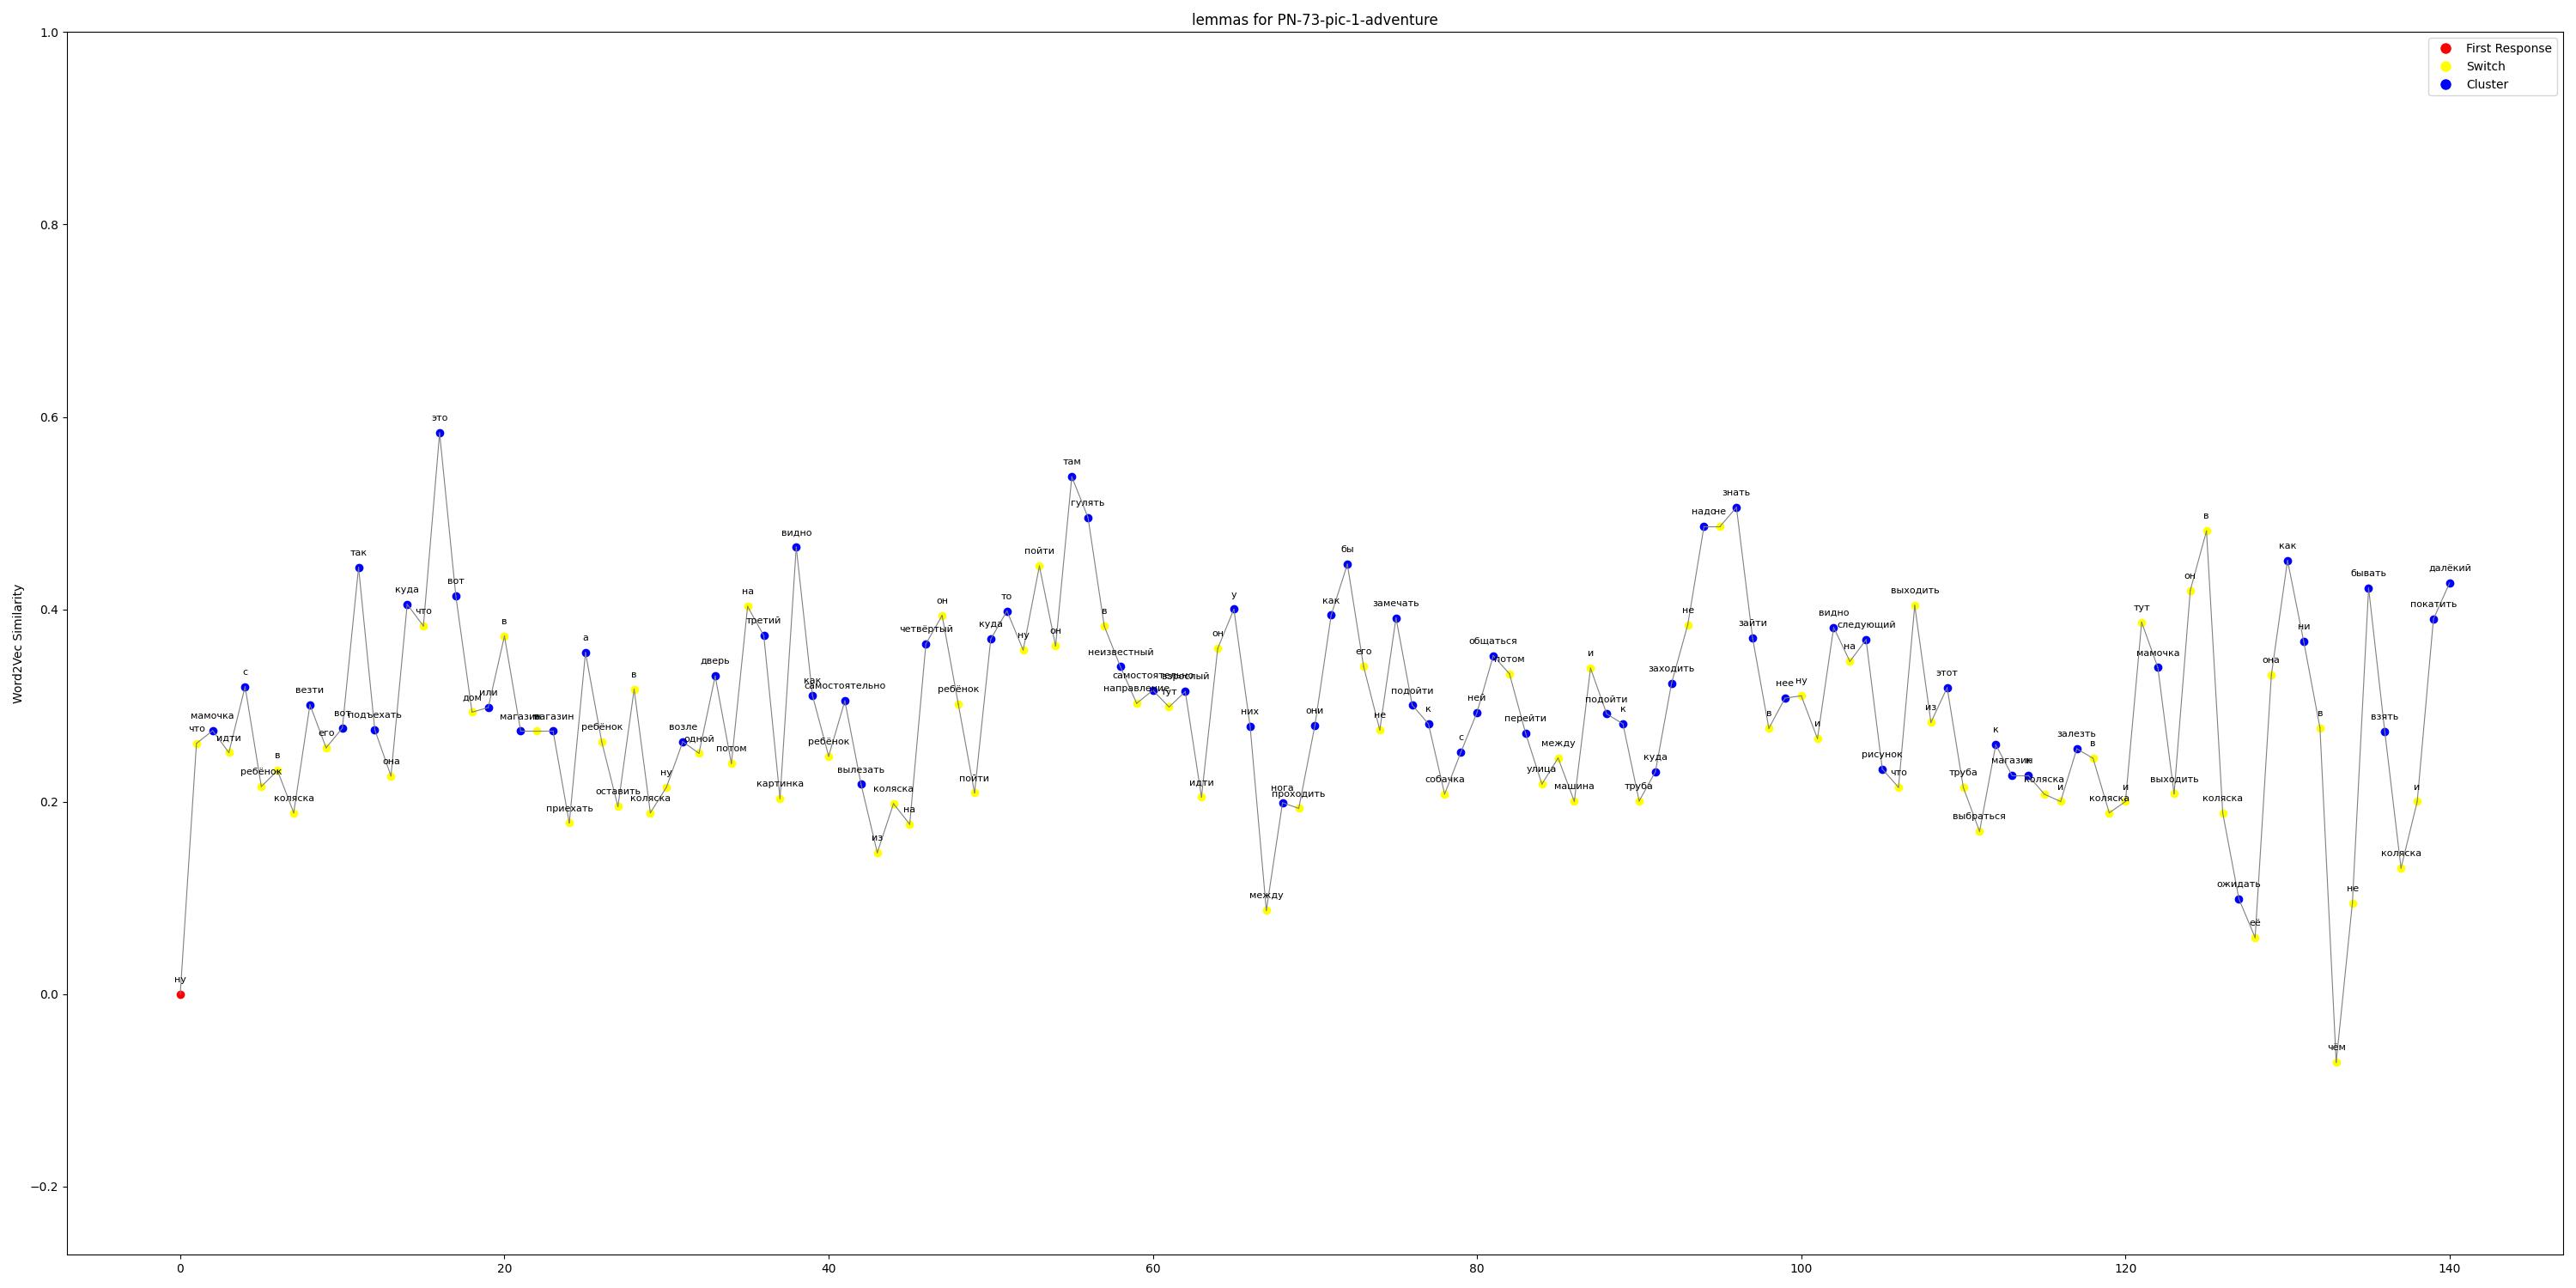 lemmas for PN-73-pic-1-adventure
First Response
Switch
Cluster
Word2Vec Similarity
1.0
0.8
0.6
0.4
0.2
0.0
−0.2
0
20
40
60
80
100
120
140
ну
что
мамочка
идти
с
ребёнок
в
коляска
везти
его
вот
так
подъехать
она
куда
что
это
вот
дом
или
в
магазин
магазин
приехать
а
ребёнок
оставить
в
коляска
ну
возле
одной
дверь
потом
на
третий
картинка
видно
как
ребёнок
самостоятельно
вылезать
из
коляска
на
четвёртый
он
ребёнок
пойти
куда
то
ну
пойти
он
там
гулять
в
неизвестный
направление
самостоятельно
тут
взрослый
идти
он
у
них
между
нога
проходить
они
как
бы
его
не
замечать
подойти
к
собачка
с
ней
общаться
потом
перейти
улица
между
машина
и
подойти
к
труба
куда
заходить
не
надо
не
знать
зайти
в
нее
ну
и
видно
на
следующий
рисунок
что
выходить
из
этот
труба
выбраться
к
магазин
коляска
и
залезть
в
коляска
и
тут
мамочка
выходить
он
в
коляска
ожидать
её
она
как
ни
в
чём
не
бывать
взять
коляска
и
покатить
далёкий